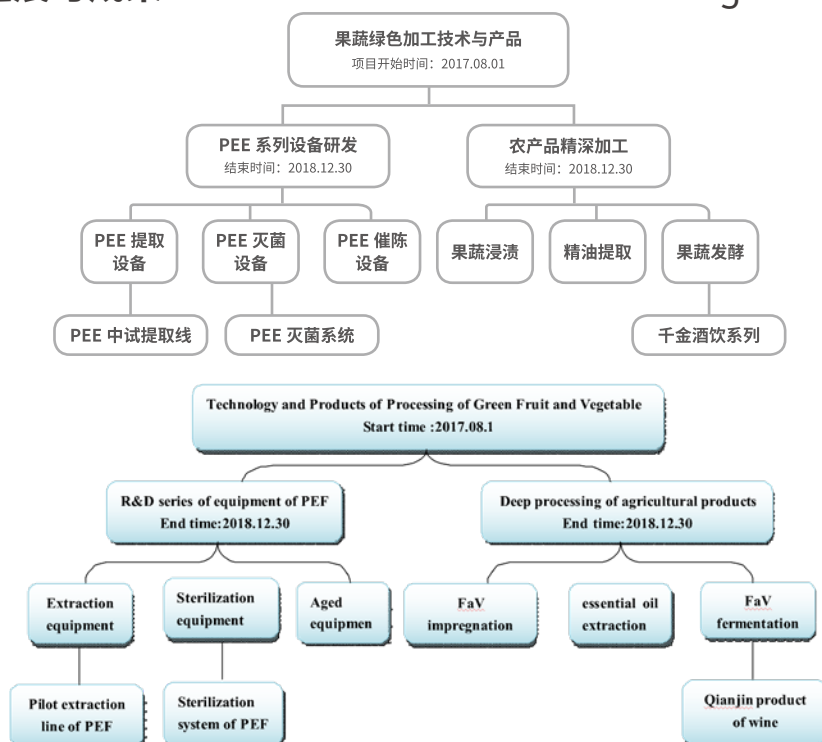 果蔬绿色加工技术与产品
项目开始时间：2017.08.01
PEE 系列设备研发
结束时间：2018.12.30
农产品精深加工
结束时间：2018.12.30
PEE 提取
设备
PEE 灭菌
设备
PEE 催陈
设备
果蔬浸渍
精油提取
果蔬发酵
PEE 中试提取线
PEE 灭菌系统
千金酒饮系列
Technology and Products of Processing of Green Fruit and Vegetable
Start time :2017.08.1
R&D series of equipment of PEF
End time:2018.12.30
Deep processing of agricultural products
End time:2018.12.30
Extraction
equipment
Sterilization
equipment
Aged
equipmen
FaV
impregnation
essential oil
extraction
FaV
fermentation
Pilot extraction
line of PEF
Sterilization
system of PEF
Qianjin product
of wine